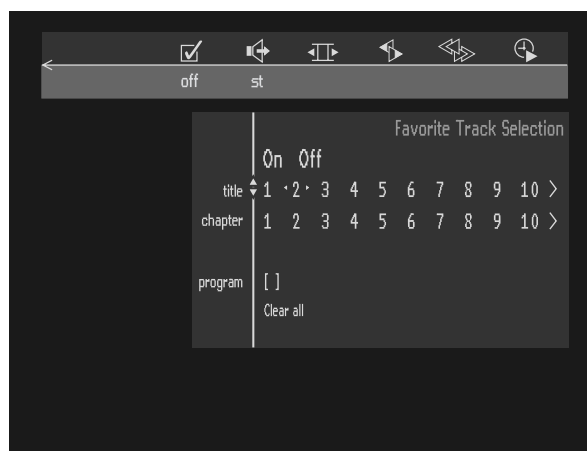 off st
Favorite Track Selection
On Off
title 1 2 3 4 5 6 7 8 9 10 >
chapter 1 2 3 4 5 6 7 8 9 10 >
program [ ]
Clear all